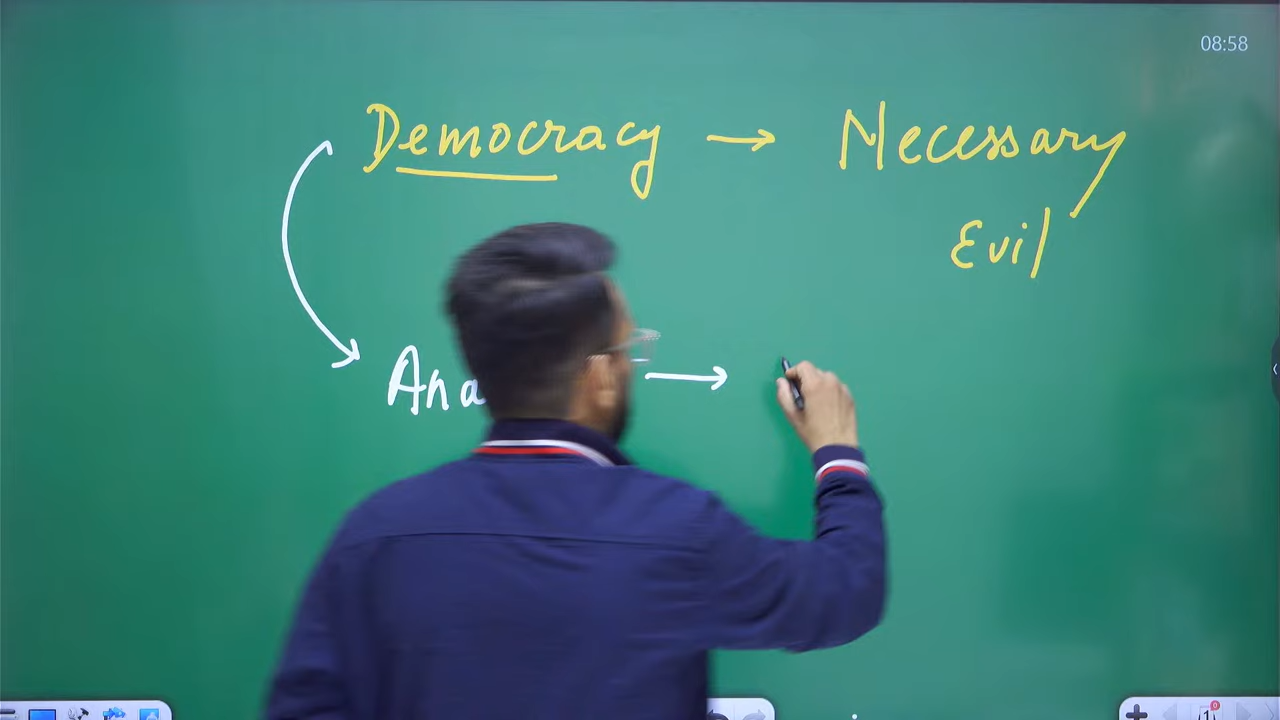 08:58
Democracy → Necessary
Evil
→